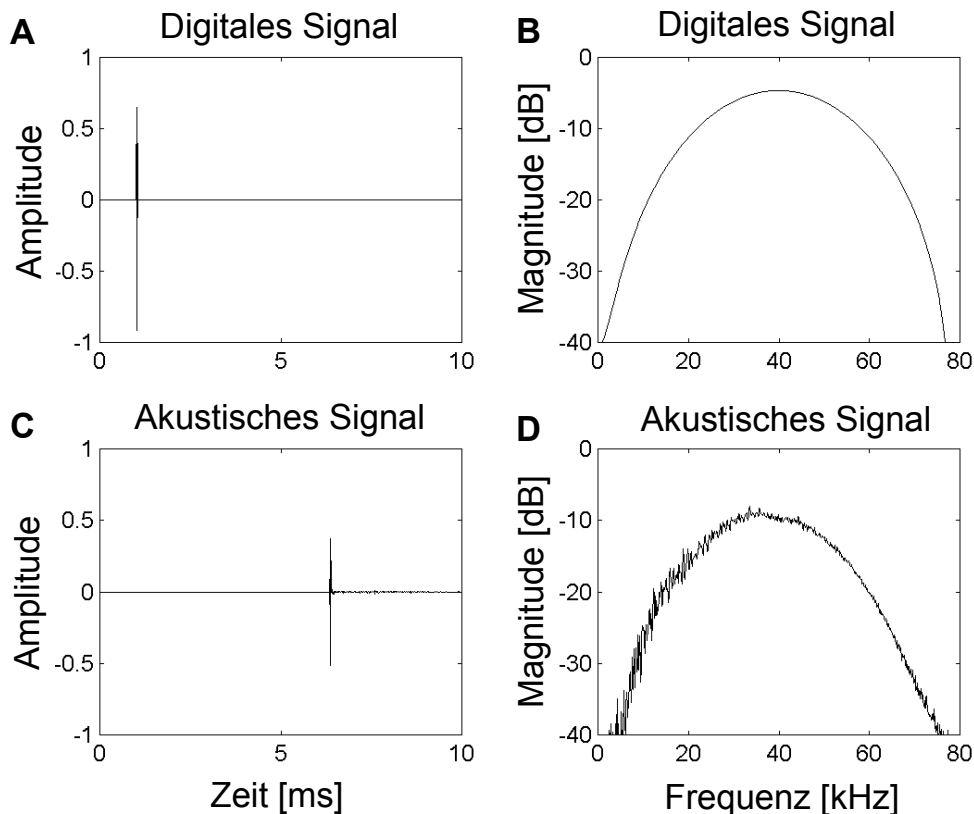 A
Digitales Signal
Amplitude
1
0.5
0
-0.5
-1
0
5
10
B
Digitales Signal
Magnitude [dB]
0
-10
-20
-30
-40
0
20
40
60
80
C
Akustisches Signal
Amplitude
1
0.5
0
-0.5
-1
0
5
10
Zeit [ms]
D
Akustisches Signal
Magnitude [dB]
0
-10
-20
-30
-40
0
20
40
60
80
Frequenz [kHz]